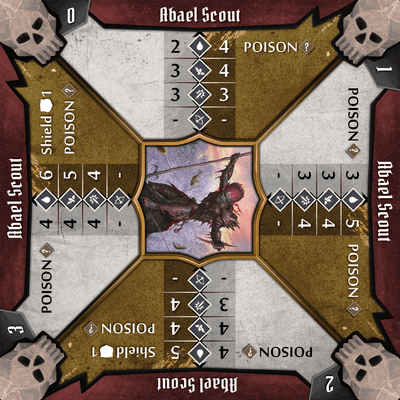 0
Abael Scout
2 4 POISON
3 4
3 3
- -
1
Abael Scout
POISON 3 5 POISON
3 4
3 4
- -
2
Abael Scout
POISON 4 5 Shield 1
4 4 POISON
3 4
- -
3
Abael Scout
POISON 4 6 Shield 1
4 5 POISON
4 4
- -